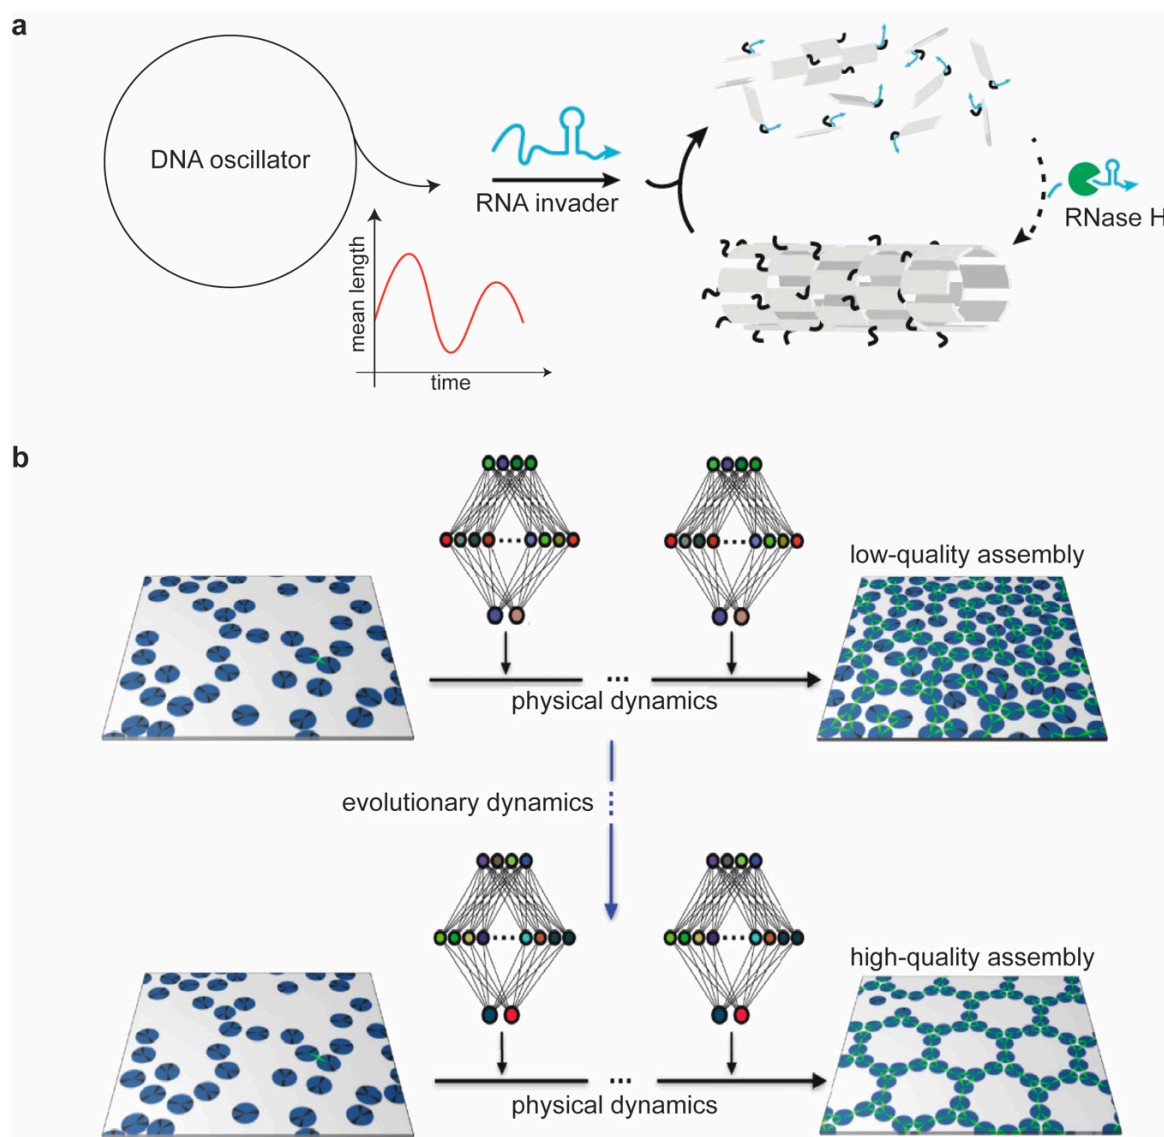 a
DNA oscillator
RNA invader
RNase H
mean length
time
b
low-quality assembly
physical dynamics
evolutionary dynamics
high-quality assembly
physical dynamics